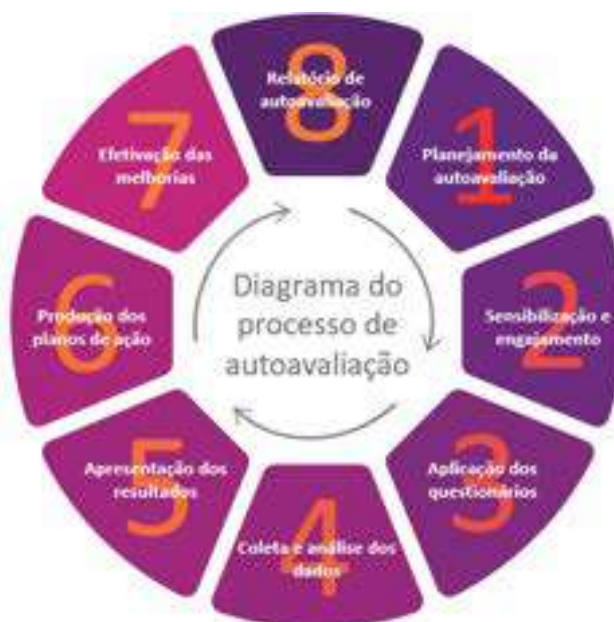 8
Relatório de
autoavaliação
1
Planejamento da
autoavaliação
2
Sensibilização e
engajamento
3
Aplicação dos
questionários
4
Coleta e análise dos
dados
5
Apresentação dos
resultados
6
Produção dos
planos de ação
7
Efetivação das
melhorias
Diagrama do
processo de
autoavaliação